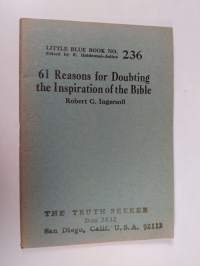 LITTLE BLUE BOOK NO. 236
Edited by E. Haldeman-Julius
61 Reasons for Doubting
the Inspiration of the Bible
Robert G. Ingersoll
THE TRUTH SEEKER
Box 2832
San Diego, Calif. U.S.A. 92112